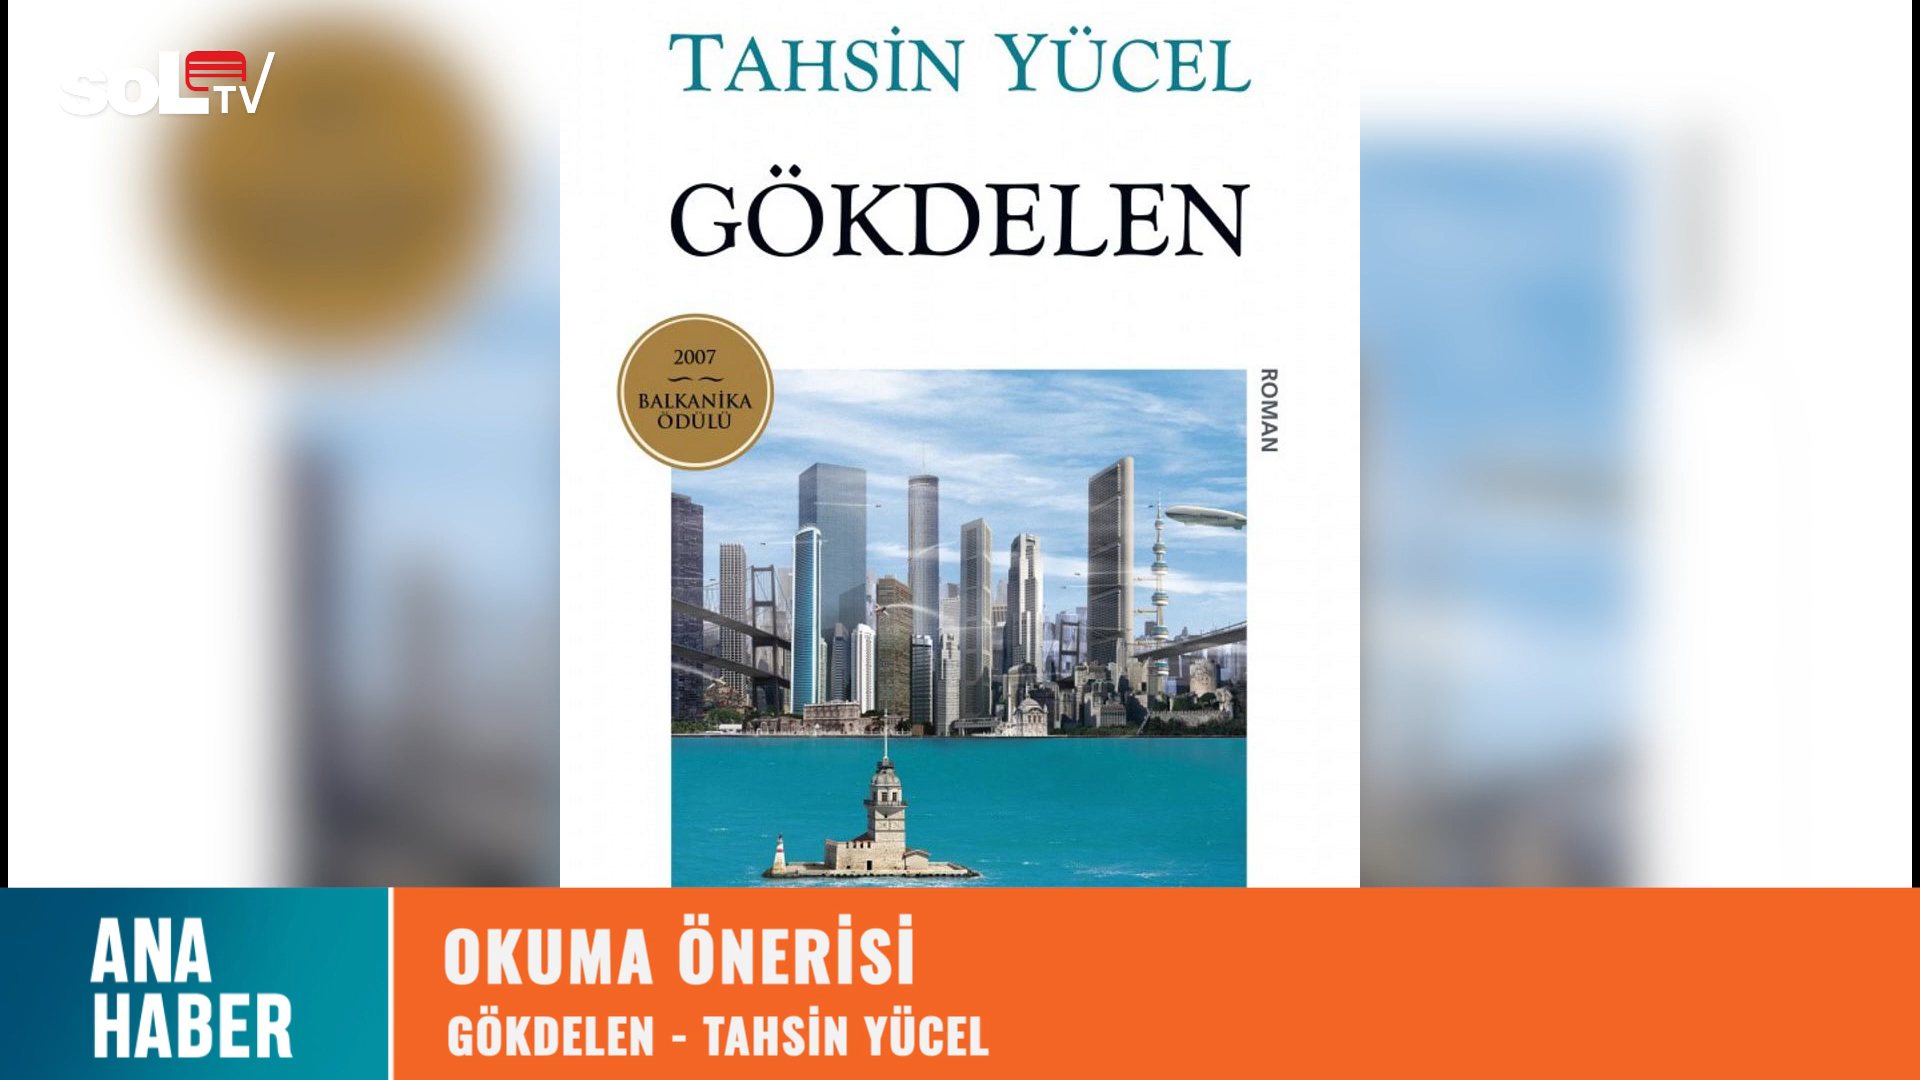 soL TV
TAHSİN YÜCEL
GÖKDELEN
2007
BALKANİKA
ÖDÜLÜ
ROMAN
ANA
HABER
OKUMA ÖNERİSİ
GÖKDELEN - TAHSİN YÜCEL